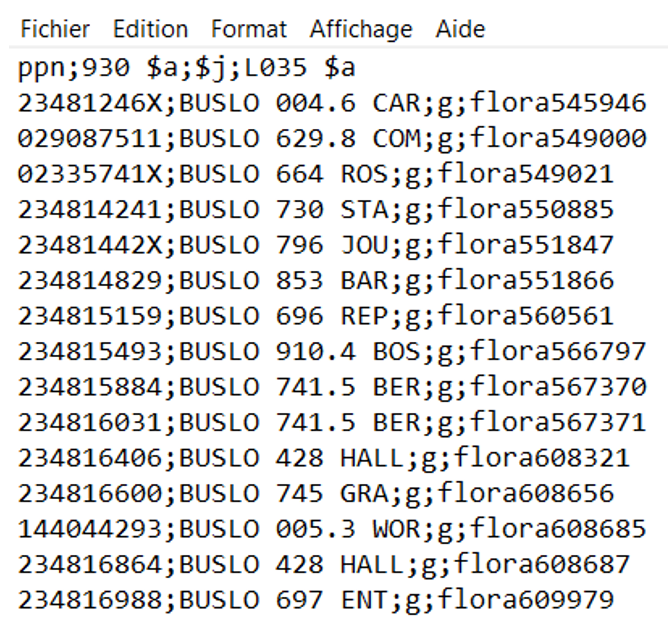 Fichier Edition Format Affichage Aide
ppn;930 $a;$j;L035 $a
23481246X;BUSLO 004.6 CAR;g;flora545946
029087511;BUSLO 629.8 COM;g;flora549000
02335741X;BUSLO 664 ROS;g;flora549021
234814241;BUSLO 730 STA;g;flora550885
23481442X;BUSLO 796 JOU;g;flora551847
234814829;BUSLO 853 BAR;g;flora551866
234815159;BUSLO 696 REP;g;flora560561
234815493;BUSLO 910.4 BOS;g;flora566797
234815884;BUSLO 741.5 BER;g;flora567370
234816031;BUSLO 741.5 BER;g;flora567371
234816406;BUSLO 428 HALL;g;flora608321
234816600;BUSLO 745 GRA;g;flora608656
144044293;BUSLO 005.3 WOR;g;flora608685
234816864;BUSLO 428 HALL;g;flora608687
234816988;BUSLO 697 ENT;g;flora609979